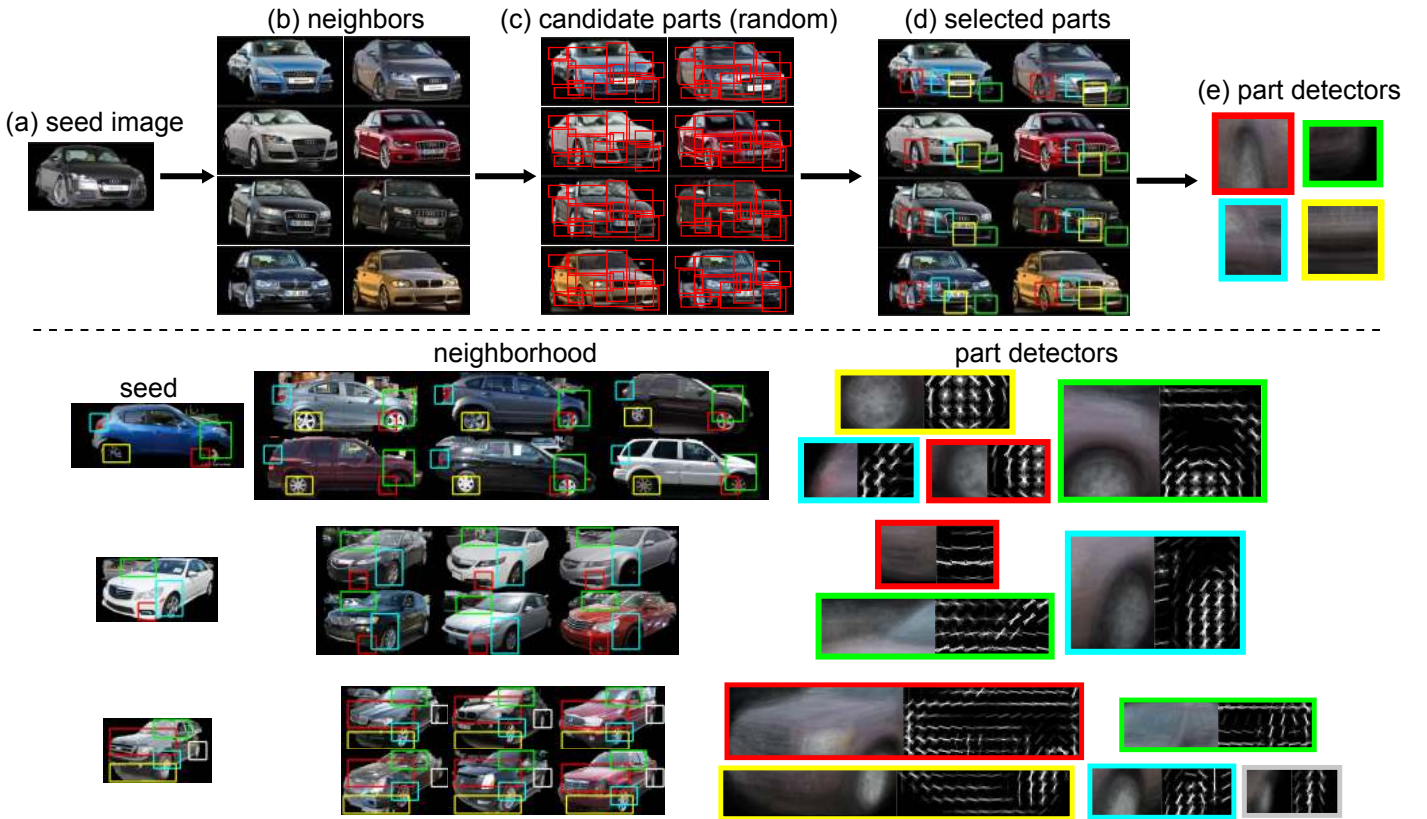 (b) neighbors
(c) candidate parts (random)
(d) selected parts
(e) part detectors
(a) seed image
neighborhood
part detectors
seed